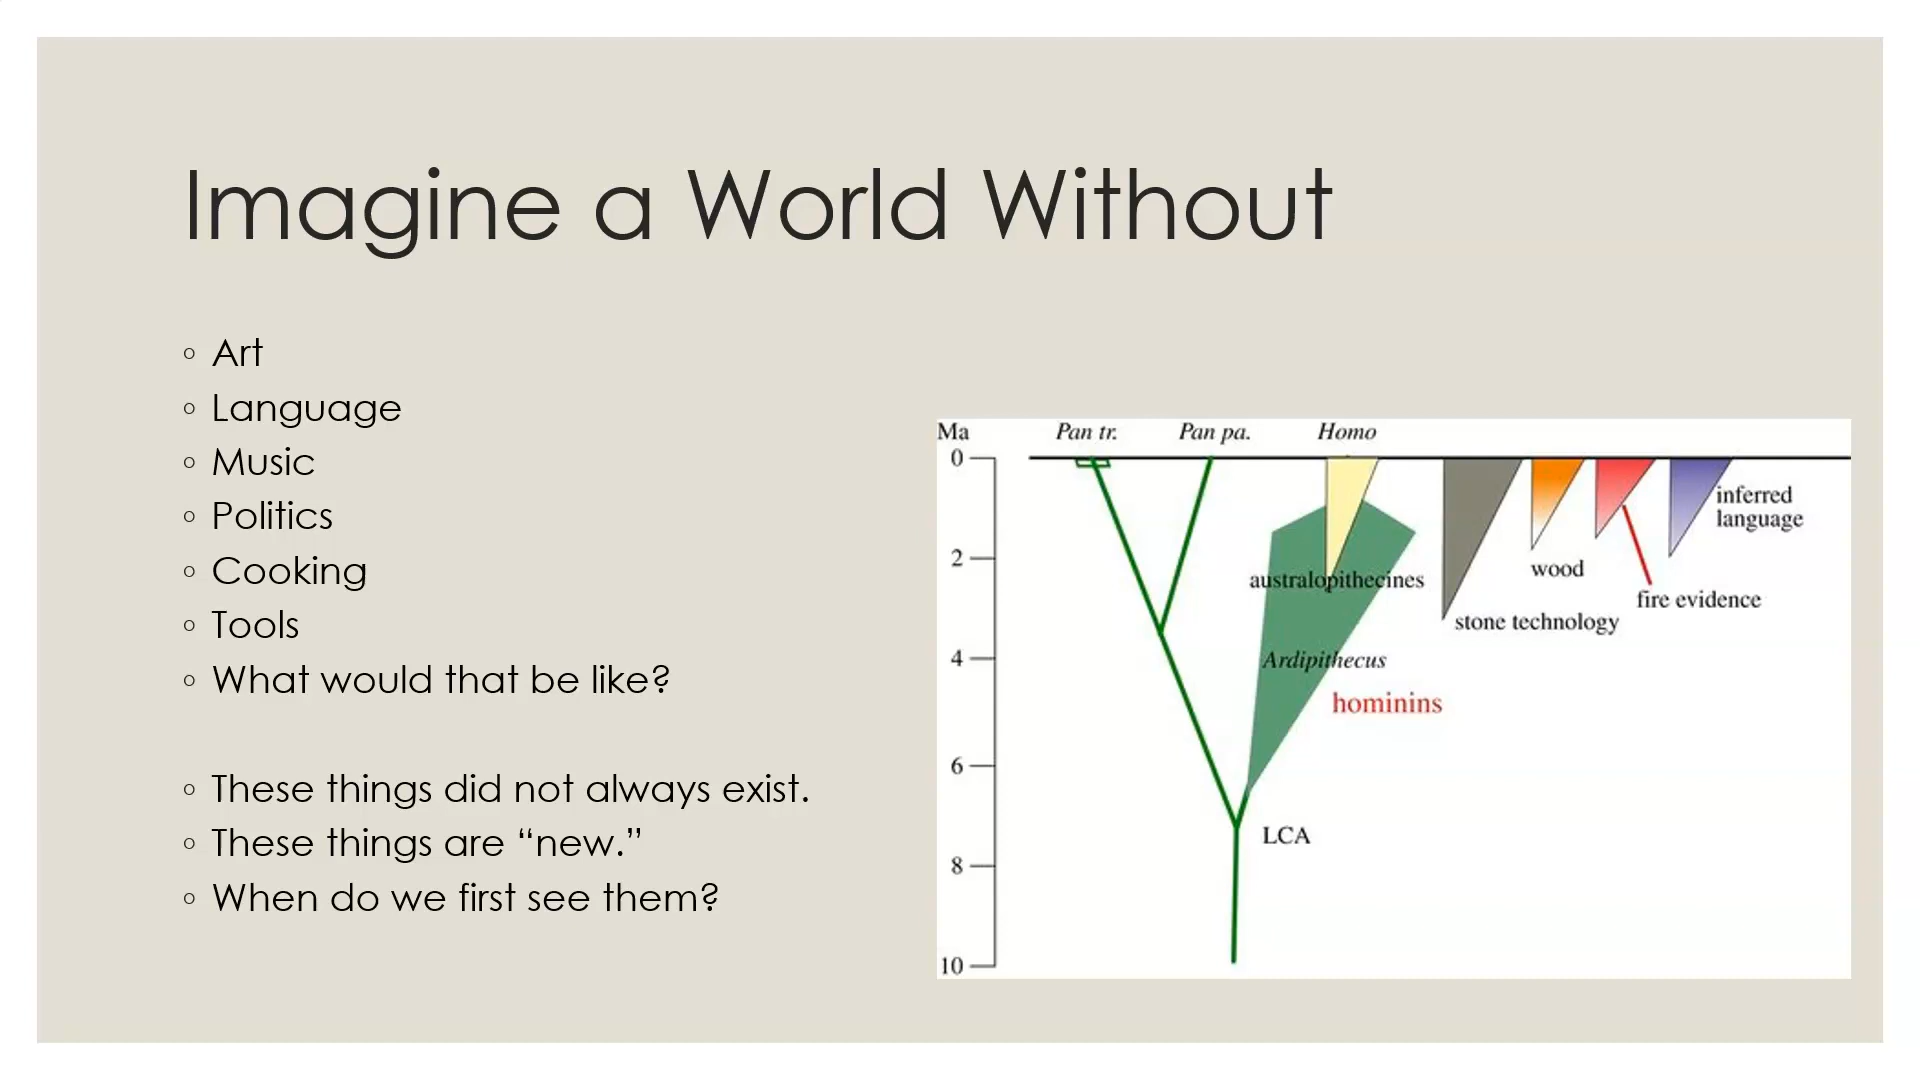 Imagine a World Without
◦ Art
◦ Language
◦ Music
◦ Politics
◦ Cooking
◦ Tools
◦ What would that be like?
◦ These things did not always exist.
◦ These things are “new.”
◦ When do we first see them?
Ma
Pan tr.
Pan pa.
Homo
0
2
4
6
8
10
australopithecines
Ardipithecus
hominins
LCA
stone technology
wood
fire evidence
inferred
language